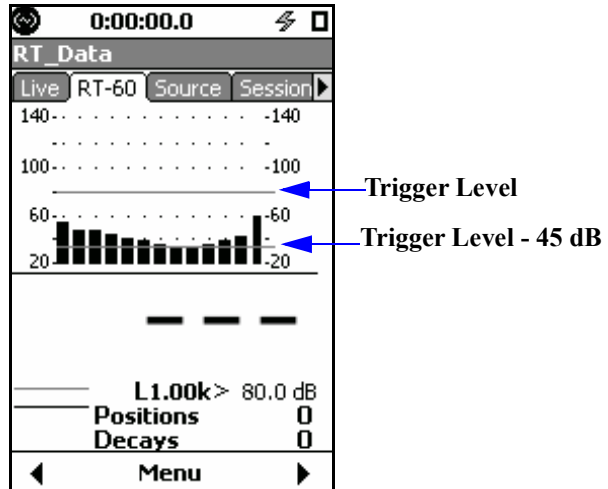 0:00:00.0
RT_Data
Live RT-60 Source Session
140 -140
100 -100
Trigger Level
60 -60
Trigger Level - 45 dB
20 -20
- - -
L1.00k> 80.0 dB
Positions 0
Decays 0
Menu